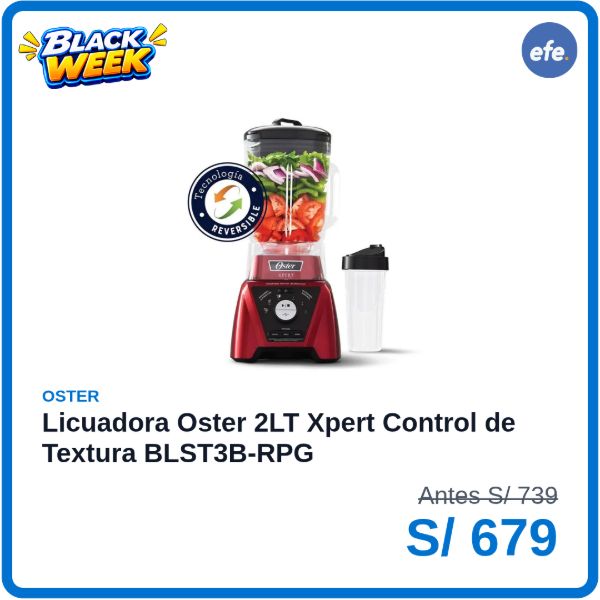 BLACK
WEEK
efe.
Tecnología
REVERSIBLE
Oster
XPERT
OSTER
Licuadora Oster 2LT Xpert Control de
Textura BLST3B-RPG
Antes S/ 739
S/ 679